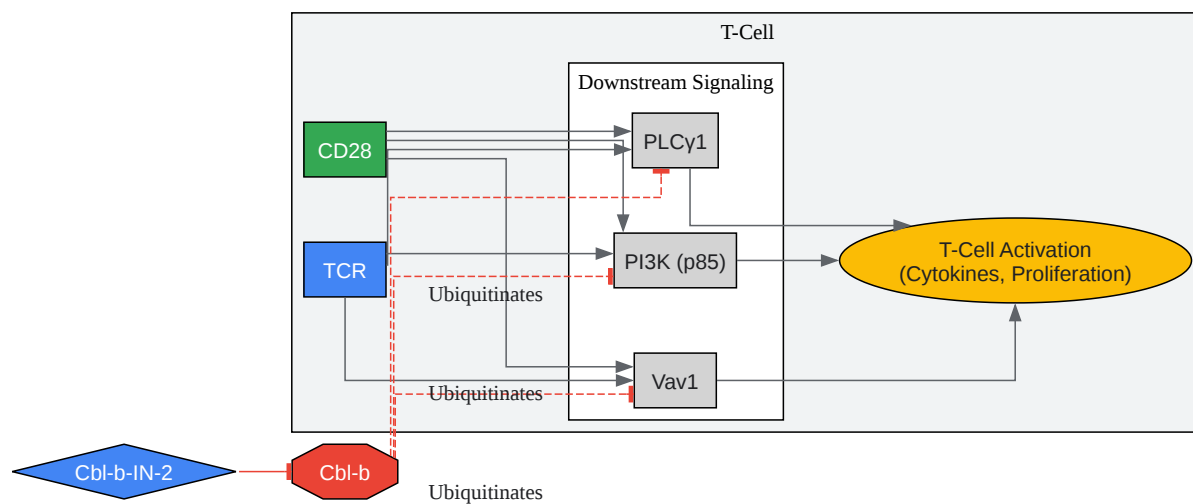 T-Cell
Downstream Signaling
CD28
PLCγ1
TCR
PI3K (p85)
T-Cell Activation
(Cytokines, Proliferation)
Ubiquitinates
Vav1
Ubiquitinates
Cbl-b-IN-2
Cbl-b
Ubiquitinates